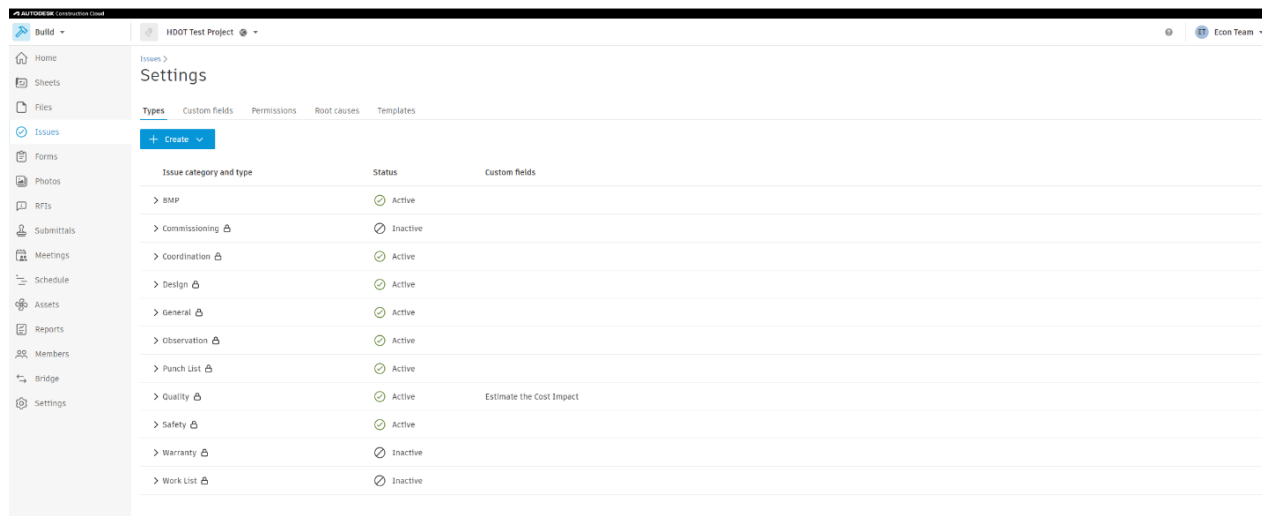 AUTODESK Construction Cloud
Build
HDOT Test Project
ET Econ Team
Home
Sheets
Files
Issues
Forms
Photos
RFIs
Submittals
Meetings
Schedule
Assets
Reports
Members
Bridge
Settings
Issues >
Settings
Types Custom fields Permissions Root causes Templates
+ Create
Issue category and type Status Custom fields
BMP Active
Commissioning Inactive
Coordination Active
Design Active
General Active
Observation Active
Punch List Active
Quality Active Estimate the Cost Impact
Safety Active
Warranty Inactive
Work List Inactive